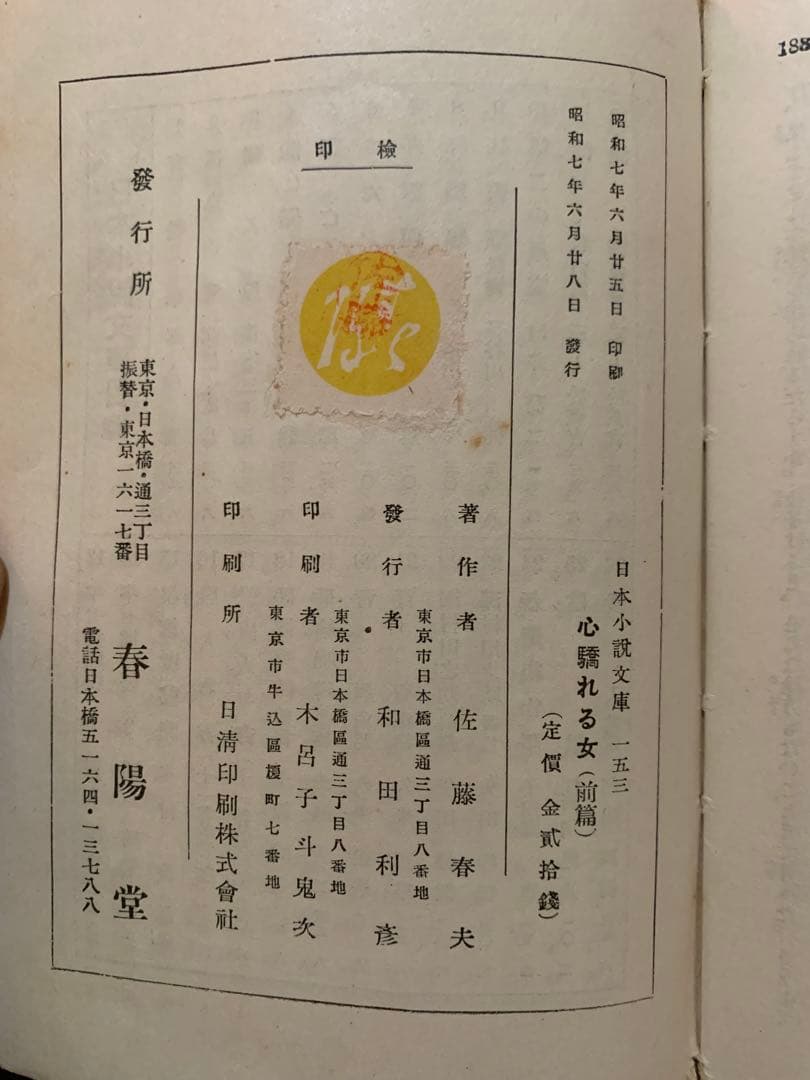 昭和七年六月廿五日 印刷
昭和七年六月廿八日 發行
日本小說文庫 一五三
心驕れる女（前篇）
（定價 金貳拾錢）
檢印
著作者 佐藤春夫
東京市日本橋區通三丁目八番地
發行者 和田利彥
東京市日本橋區通三丁目八番地
印刷者 木呂子斗鬼次
東京市牛込區榎町七番地
印刷所 日淸印刷株式會社
發行所
東京・日本橋・通三丁目
振替・東京一六一七番
春陽堂
電話日本橋五一六四・一三七八八